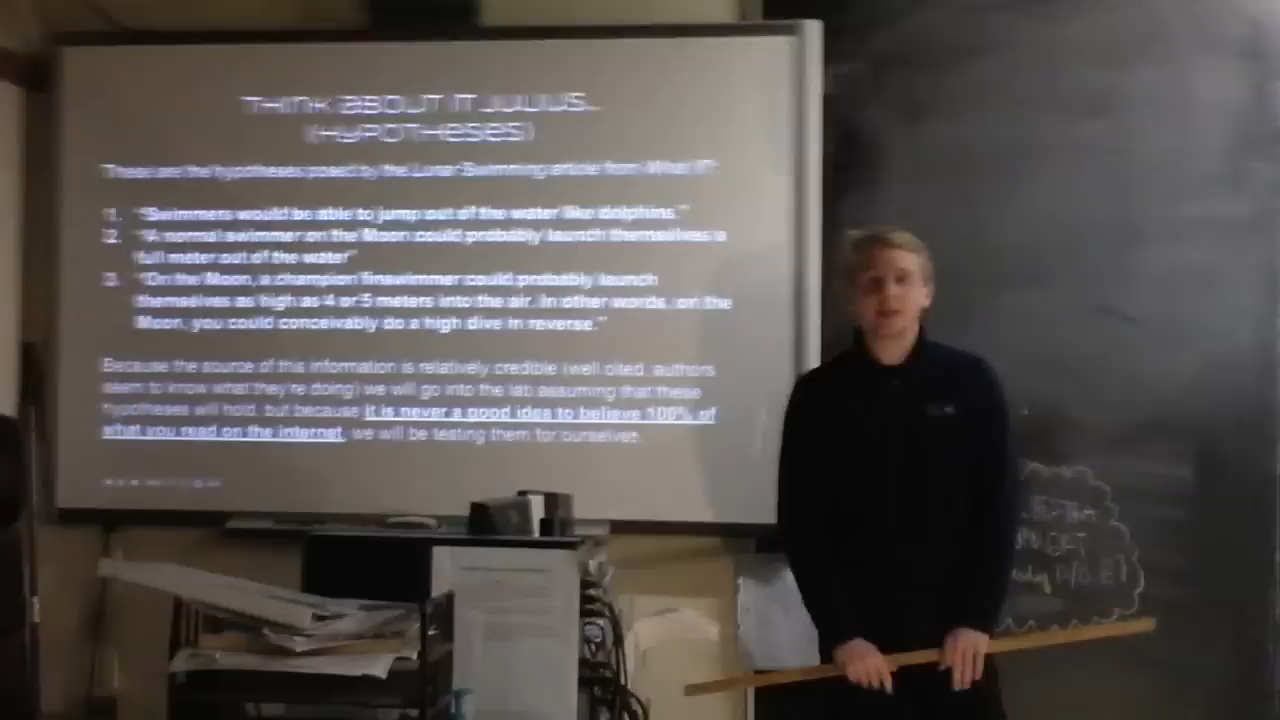 THINK ABOUT IT JULIUS...
(HYPOTHESES)
These are the hypotheses posed by the Lunar Swimming article from What If?
1. "Swimmers would be able to jump out of the water like dolphins."
2. "A normal swimmer on the Moon could probably launch themselves a
full meter out of the water"
3. "On the Moon, a champion finswimmer could probably launch
themselves as high as 4 or 5 meters into the air. In other words, on the
Moon, you could conceivably do a high dive in reverse."
Because the source of this information is relatively credible (well cited, authors
seem to know what they're doing) we will go into the lab assuming that these
hypotheses will hold, but because it is never a good idea to believe 100% of
what you read on the internet, we will be testing them for ourselves.